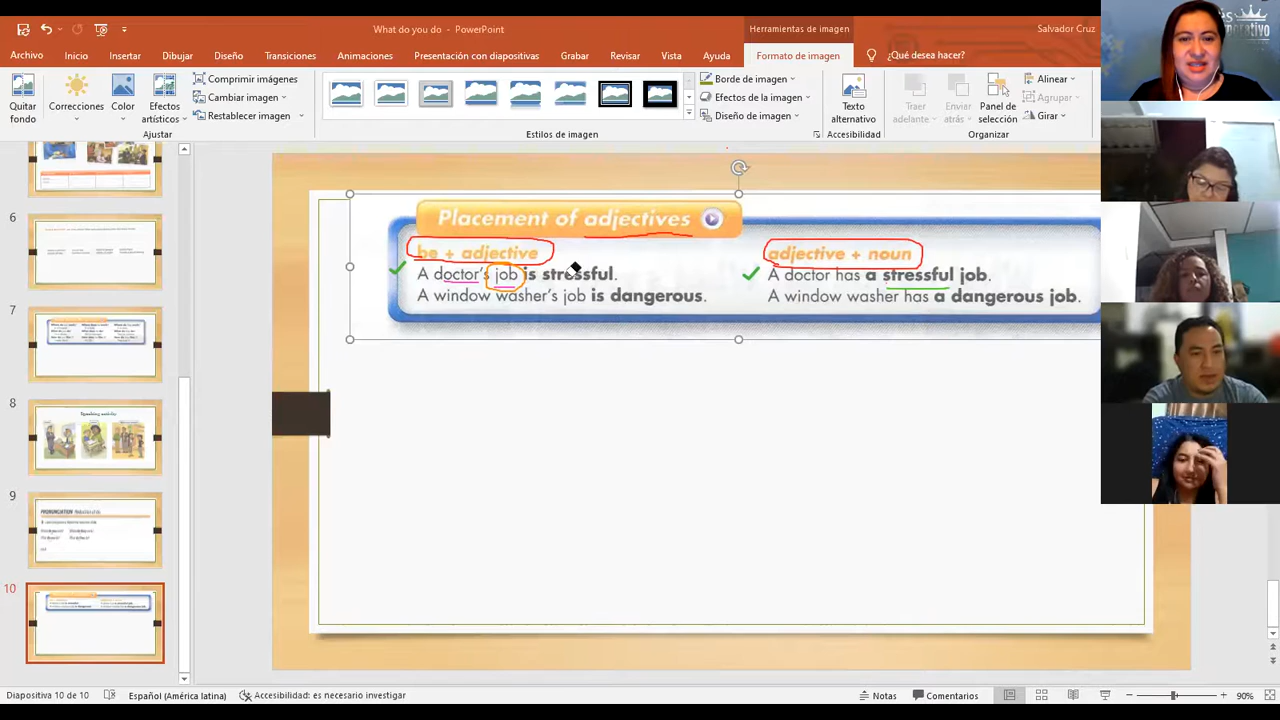 What do you do - PowerPoint
Herramientas de imagen
Salvador Cruz
Archivo Inicio Insertar Dibujar Diseño Transiciones Animaciones Presentación con diapositivas Grabar Revisar Vista Ayuda Formato de imagen ¿Qué desea hacer?
Quitar fondo
Correcciones
Color
Efectos artísticos
Comprimir imágenes
Cambiar imagen
Restablecer imagen
Ajustar
Estilos de imagen
Borde de imagen
Efectos de la imagen
Diseño de imagen
Texto alternativo
Accesibilidad
Traer adelante
Enviar atrás
Panel de selección
Alinear
Agrupar
Girar
Organizar
6
7
8
Speaking activity
9
PRONUNCIATION
10
Placement of adjectives
be + adjective
A doctor's job is stressful.
A window washer's job is dangerous.
adjective + noun
A doctor has a stressful job.
A window washer has a dangerous job.
Diapositiva 10 de 10 Español (América latina) Accesibilidad: es necesario investigar Notas Comentarios 90%